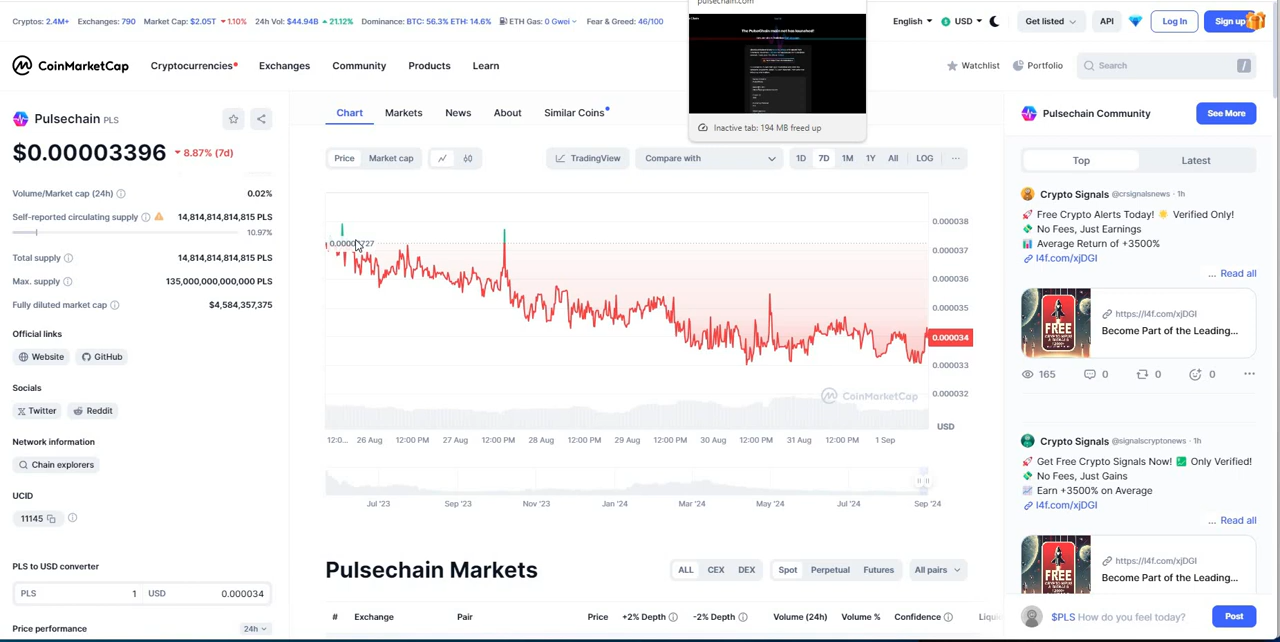 pulsechain.com
Cryptos: 2.4M+ Exchanges: 790 Market Cap: $2.05T 1.10% 24h Vol: $44.94B 21.12% Dominance: BTC: 56.3% ETH: 14.6% ETH Gas: 0 Gwei Fear & Greed: 46/100
English USD Get listed API Log In Sign up
The PulseChain main net has launched!
CoinMarketCap Cryptocurrencies Exchanges Community Products Learn
Watchlist Portfolio Search /
Inactive tab: 194 MB freed up
Pulsechain PLS
$0.00003396 8.87% (7d)
Volume/Market cap (24h) 0.02%
Self-reported circulating supply 14,814,814,814,815 PLS
10.97%
Total supply 14,814,814,814,815 PLS
Max. supply 135,000,000,000,000 PLS
Fully diluted market cap $4,584,357,375
Official links
Website GitHub
Socials
Twitter Reddit
Network information
Chain explorers
UCID
11145
PLS to USD converter
PLS 1 USD 0.000034
Price performance 24h
Chart Markets News About Similar Coins
Price Market cap TradingView Compare with 1D 7D 1M 1Y All LOG ...
0.000038
0.000037
0.000036
0.000035
0.000034
0.000033
0.000032
CoinMarketCap
USD
12:0... 26 Aug 12:00 PM 27 Aug 12:00 PM 28 Aug 12:00 PM 29 Aug 12:00 PM 30 Aug 12:00 PM 31 Aug 12:00 PM 1 Sep
Jul '23 Sep '23 Nov '23 Jan '24 Mar '24 May '24 Jul '24 Sep '24
Pulsechain Markets
ALL CEX DEX Spot Perpetual Futures All pairs
# Exchange Pair Price +2% Depth -2% Depth Volume (24h) Volume % Confidence Liqui
Pulsechain Community See More
Top Latest
Crypto Signals @crsignalsnews · 1h
🚀 Free Crypto Alerts Today! ☀️ Verified Only!
💸 No Fees, Just Earnings
📊 Average Return of +3500%
l4f.com/xjDGI
... Read all
FREE
https://l4f.com/xjDGI
Become Part of the Leading...
165 0 0 0 ...
Crypto Signals @signalscryptonews · 1h
🚀 Get Free Crypto Signals Now! 💹 Only Verified!
💸 No Fees, Just Gains
📈 Earn +3500% on Average
l4f.com/xjDGI
... Read all
FREE
https://l4f.com/xjDGI
Become Part of the Leading...
$PLS How do you feel today? Post